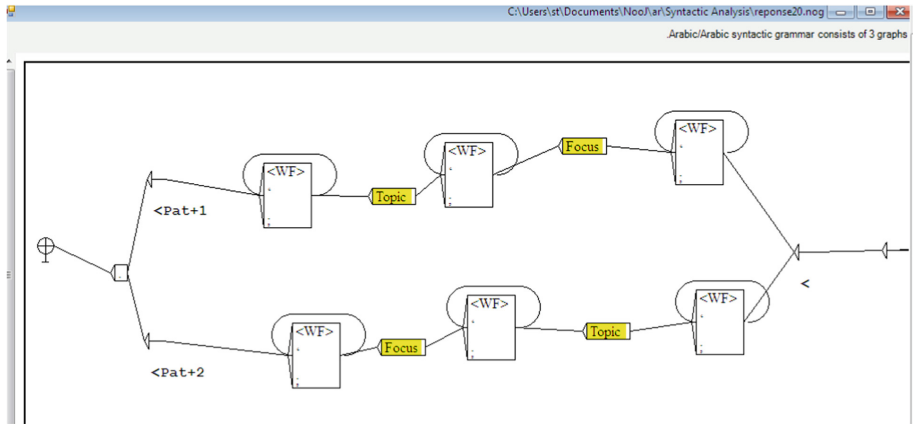 C:\Users\st\Documents\NooJ\ar\Syntactic Analysis\reponse20.nog
.Arabic/Arabic syntactic grammar consists of 3 graphs
<WF>
.
;
Topic
<WF>
.
;
Focus
<WF>
.
;
<Pat+1
.
<
<Pat+2
<WF>
.
;
Focus
<WF>
.
;
Topic
<WF>
.
;